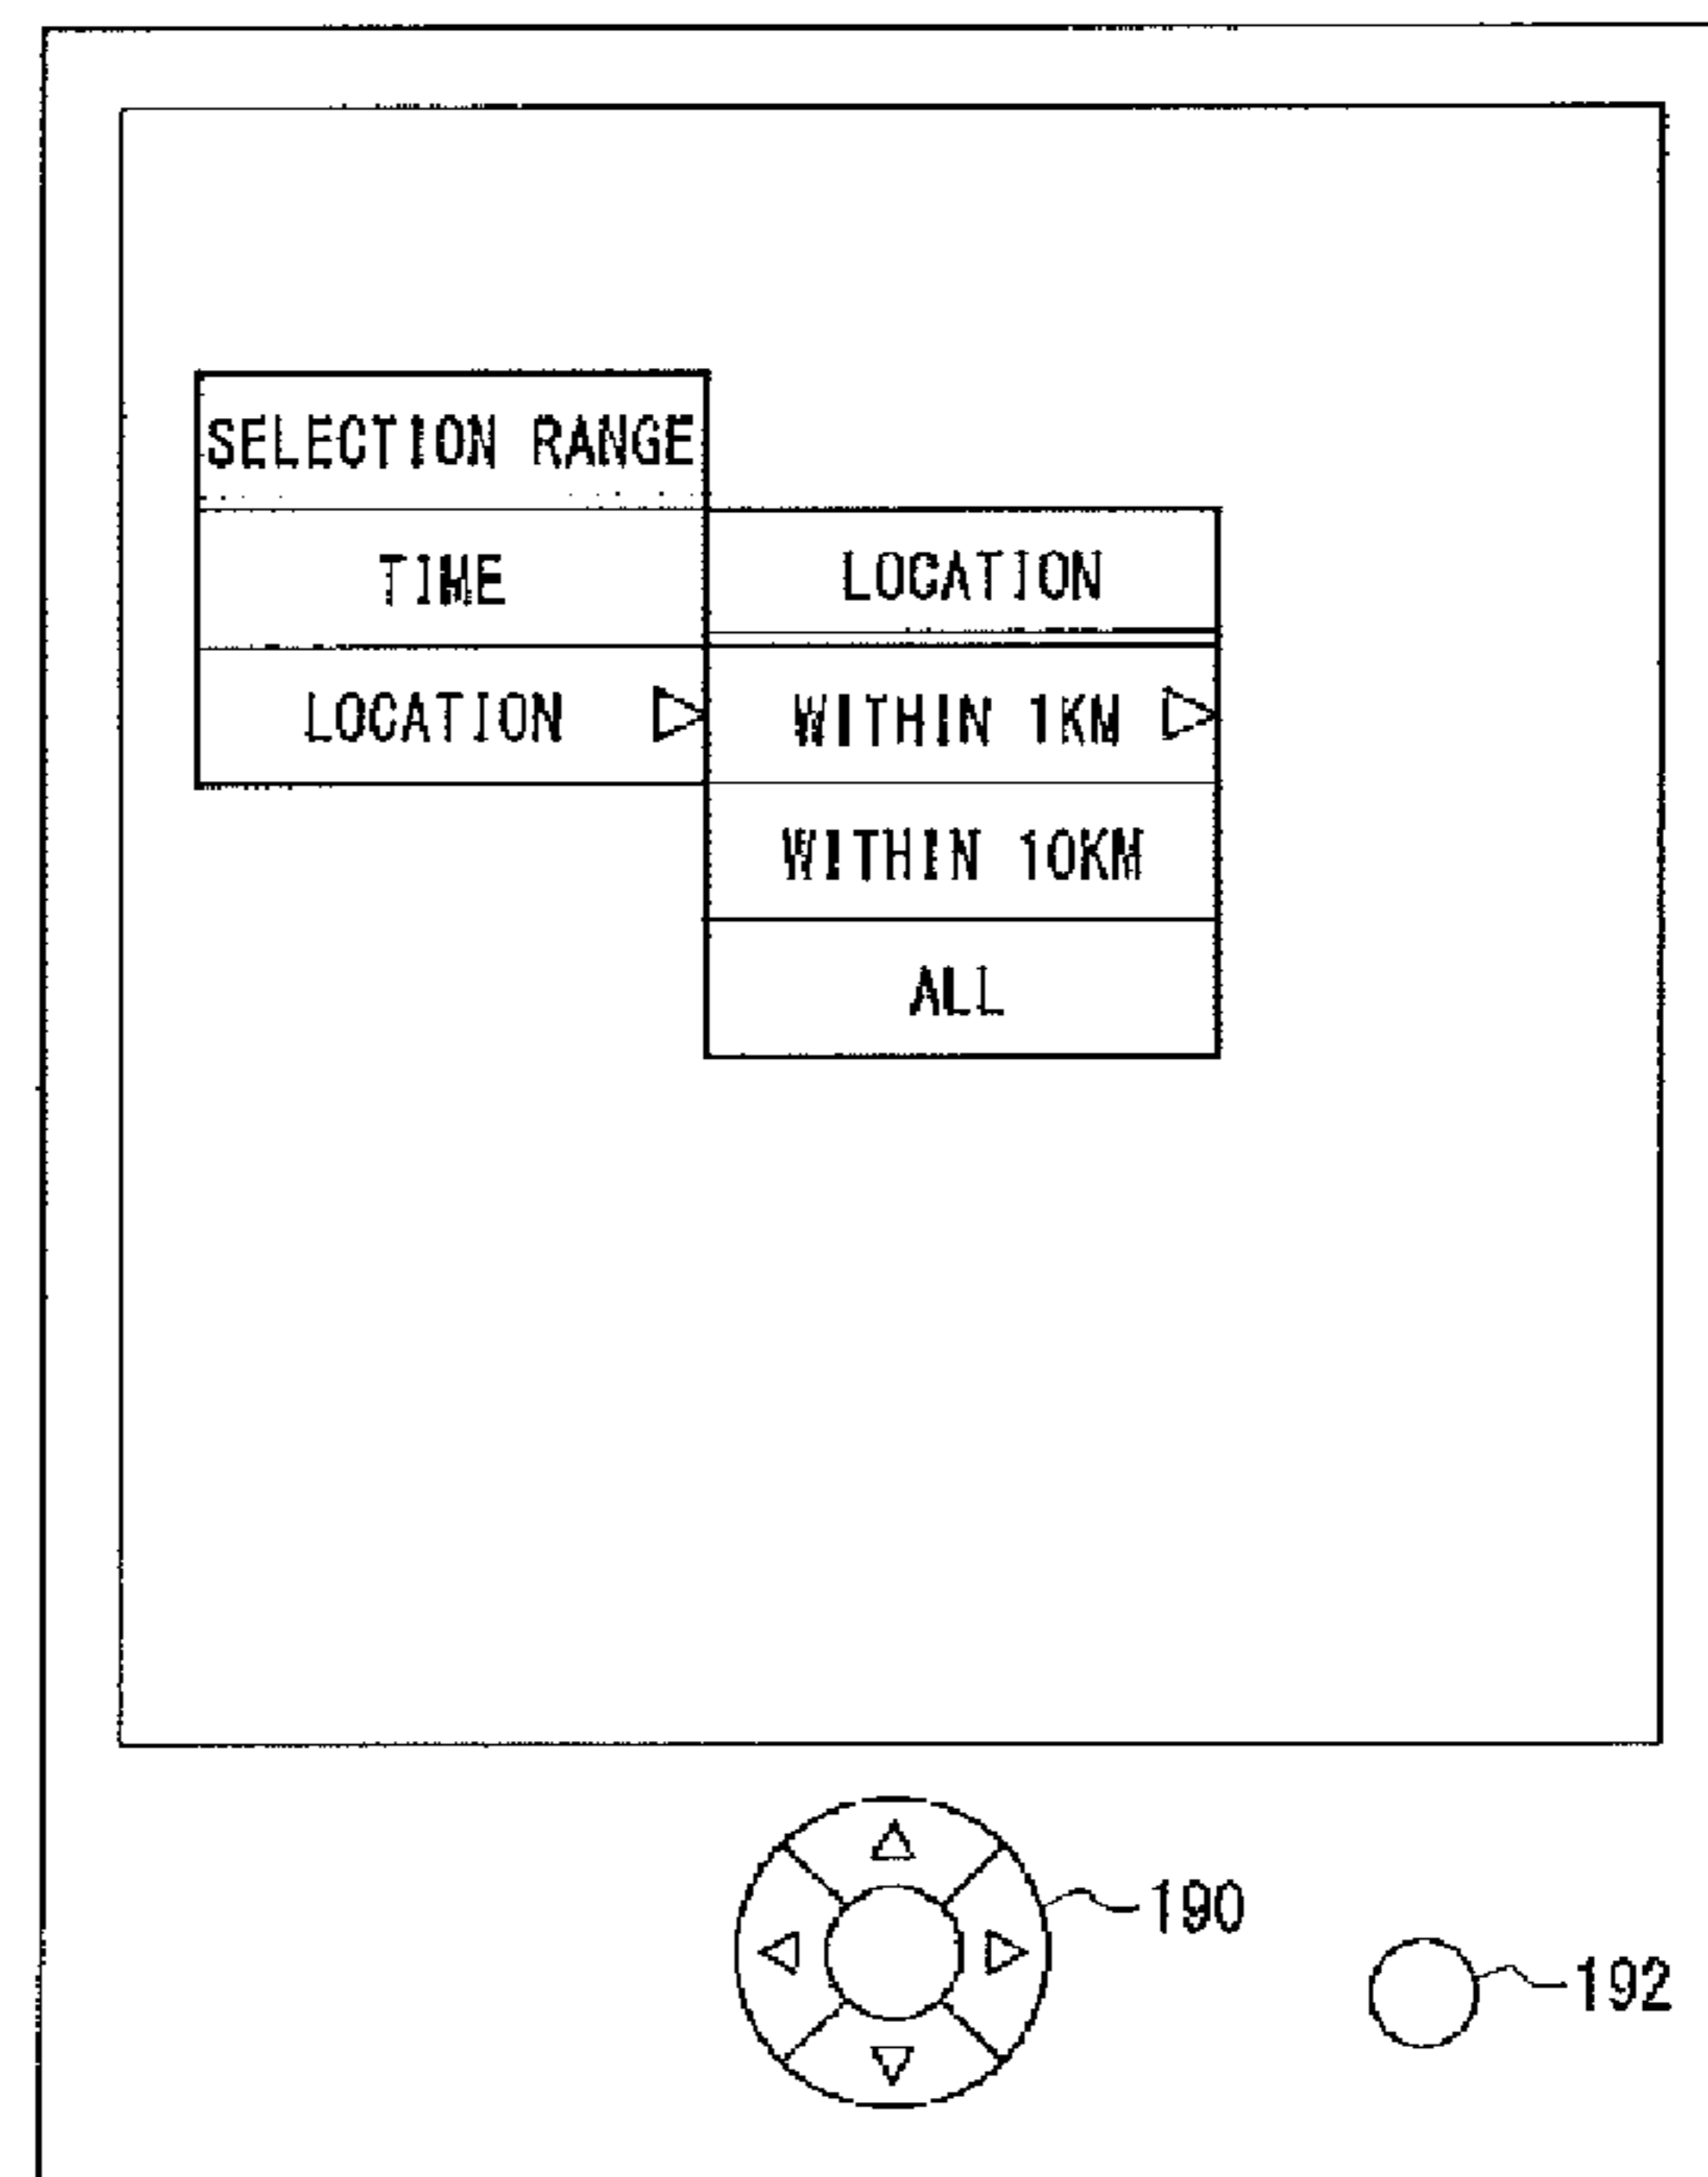 SELECTION RANGE
TIME
LOCATION
LOCATION
WITHIN 1KM
WITHIN 10KM
ALL
190
192